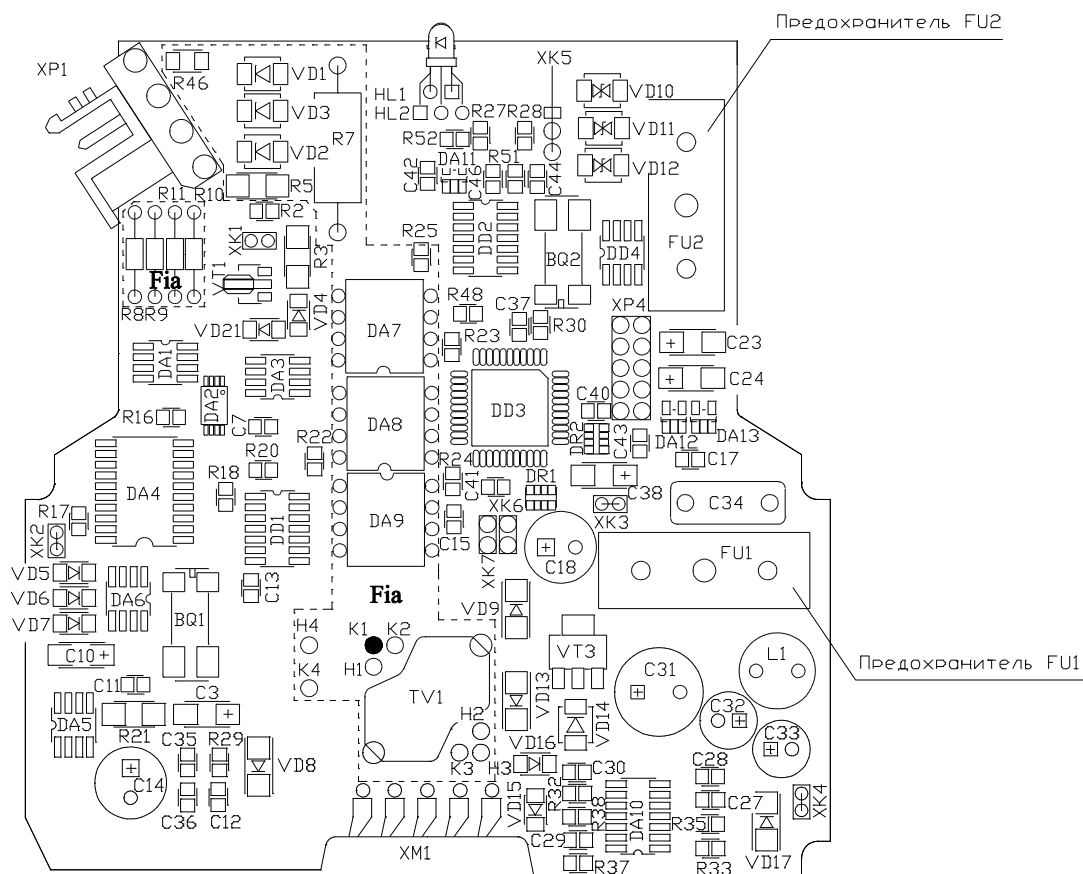 Предохранитель FU2
XP1
R46
VD1
HL1
XK5
VD10
VD3
HL2
R27
R28
VD11
R7
R52
VD2
DA11
R51
VD12
C42
C46
C44
R5
R11
R10
R2
R25
DD2
BQ2
DD4
FU2
XK1
R3
Fia
VT1
R8
R9
VD4
R48
C37
XP4
VD21
DA7
R30
R23
C23
DA1
DA3
C24
DA2
DD3
C40
R16
C7
DA8
DR2
C43
DA12
DA13
R22
R20
R24
C17
R18
C41
DR1
C38
DA4
XK6
C34
R17
DD1
DA9
XK3
XK2
C15
C18
FU1
XK7
VD5
C13
VD6
DA6
Fia
VD9
BQ1
VD7
H4
K1
K2
C10
VT3
L1
Предохранитель FU1
K4
H1
C31
C11
C3
TV1
VD13
DA5
H2
VD14
C32
R21
C35
R29
VD16
C33
VD8
K3
H3
C30
C28
C14
R32
VD15
C27
XK4
C36
C12
R38
DA10
R35
C29
XM1
R37
R33
VD17